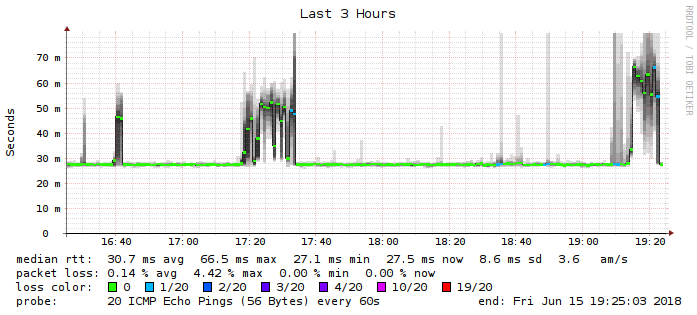 Last 3 Hours
RRDTOOL / TOBI OETIKER
Seconds
70 m
60 m
50 m
40 m
30 m
20 m
10 m
0
16:40 17:00 17:20 17:40 18:00 18:20 18:40 19:00 19:20
median rtt: 30.7 ms avg 66.5 ms max 27.1 ms min 27.5 ms now 8.6 ms sd 3.6 am/s
packet loss: 0.14 % avg 4.42 % max 0.00 % min 0.00 % now
loss color: 0 1/20 2/20 3/20 4/20 10/20 19/20
probe: 20 ICMP Echo Pings (56 Bytes) every 60s end: Fri Jun 15 19:25:03 2018